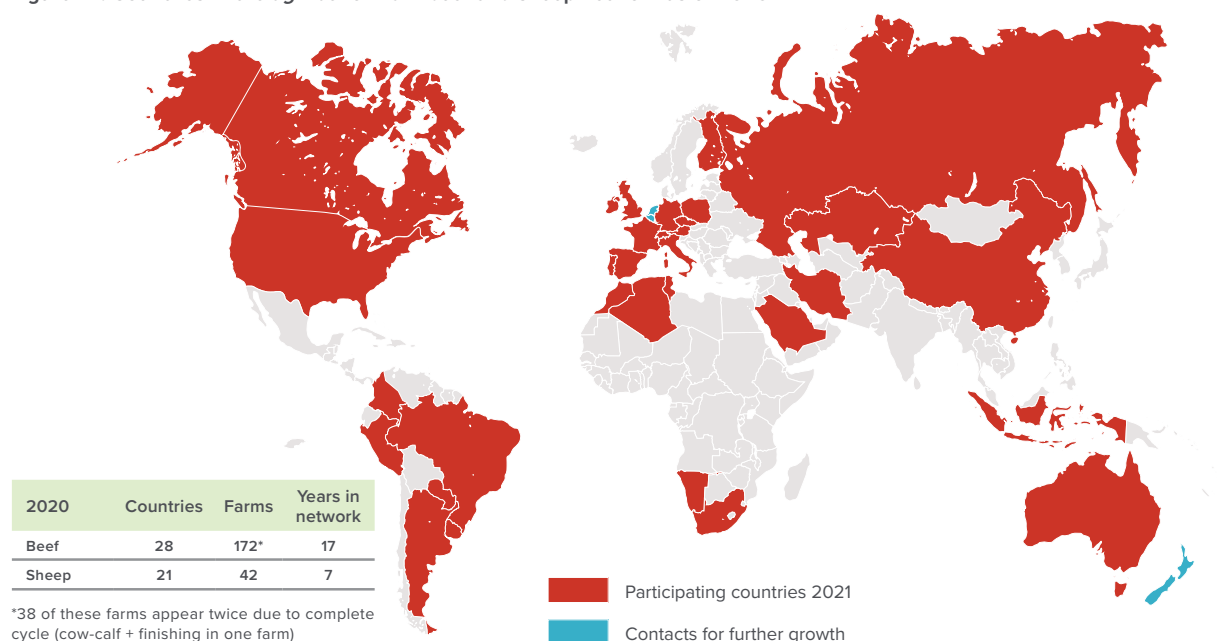 2020 Countries Farms Years in network
Beef 28 172* 17
Sheep 21 42 7
*38 of these farms appear twice due to complete
cycle (cow-calf + finishing in one farm)
Participating countries 2021
Contacts for further growth